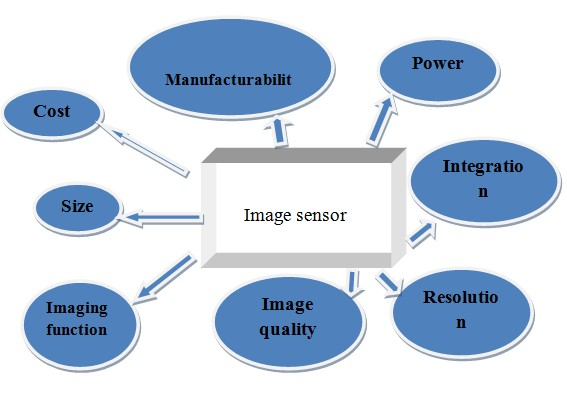 Manufacturabilit
Power
Cost
Integratio
n
Size
Image sensor
Imaging
function
Image
quality
Resolutio
n